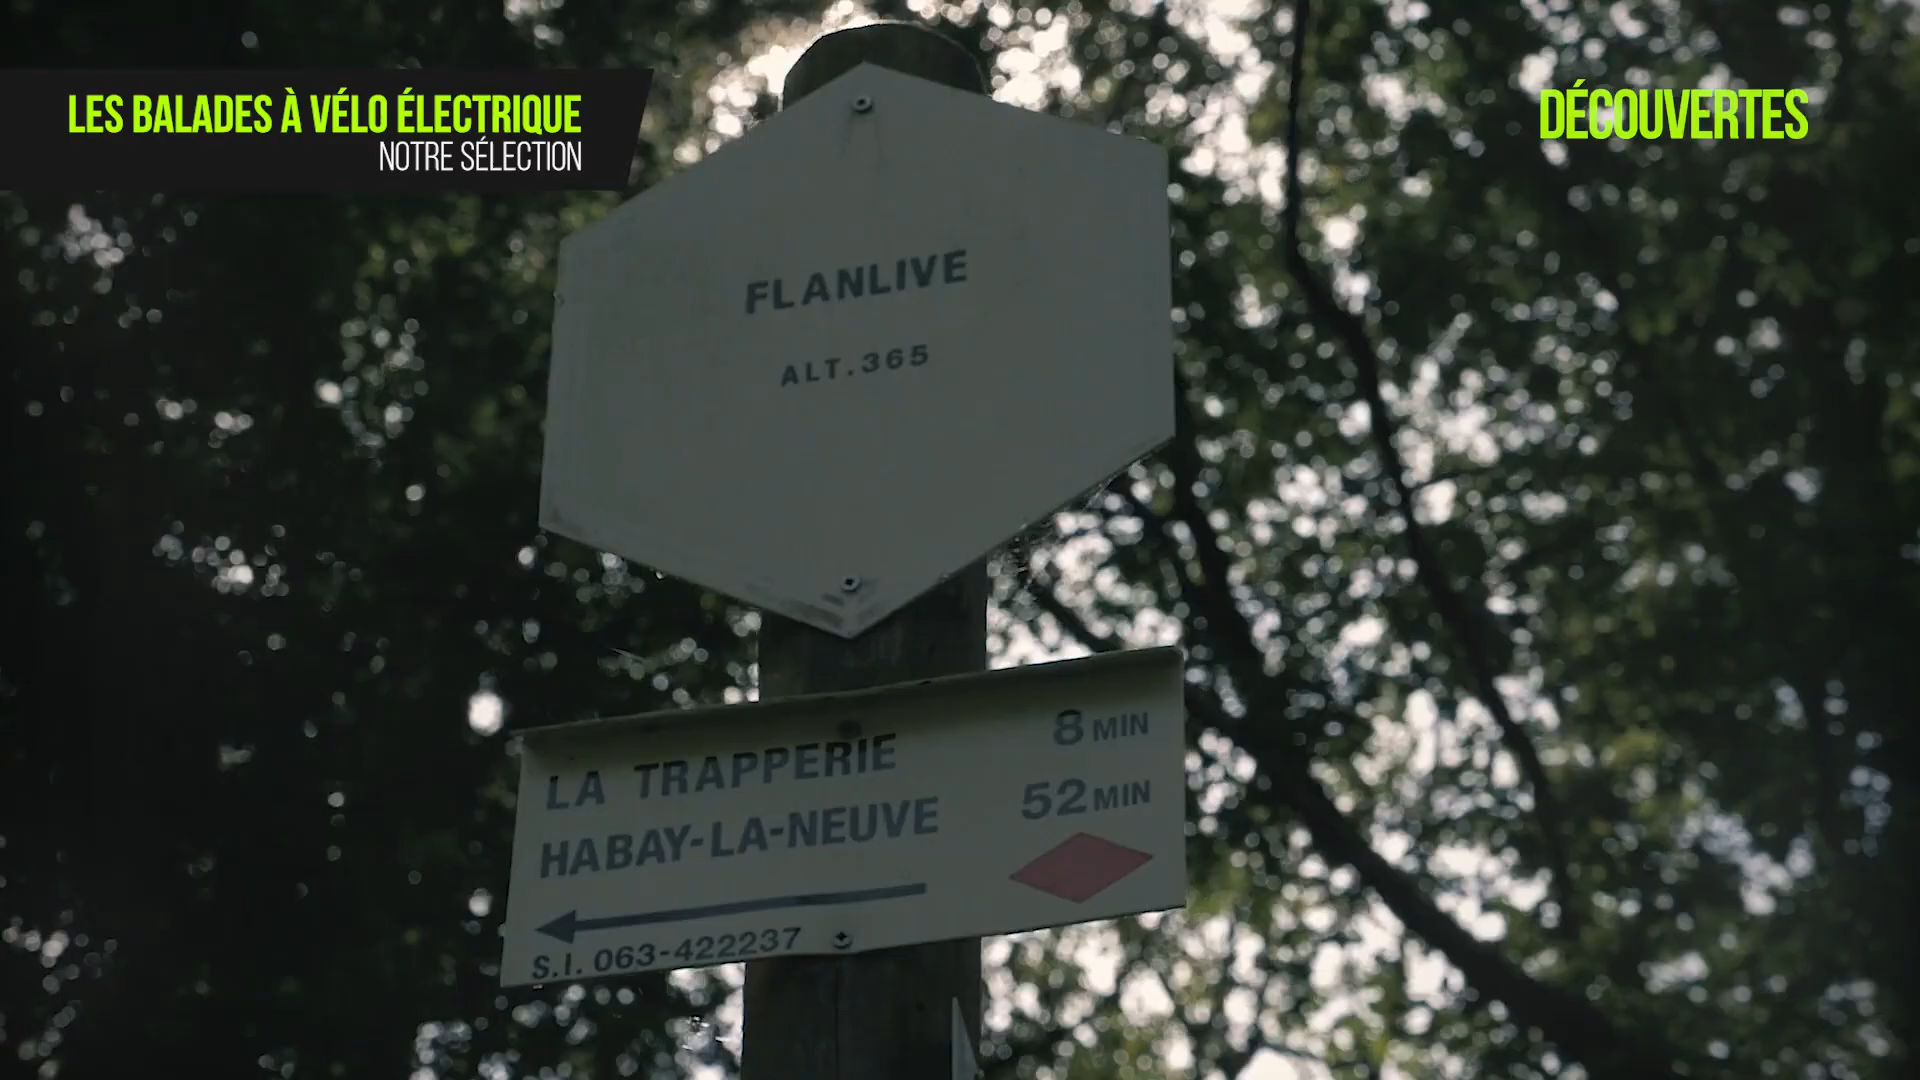 LES BALADES À VÉLO ÉLECTRIQUE
NOTRE SÉLECTION
DÉCOUVERTES
FLANLIVE
ALT.365
LA TRAPPERIE 8 MIN
HABAY-LA-NEUVE 52 MIN
S.I. 063-422237